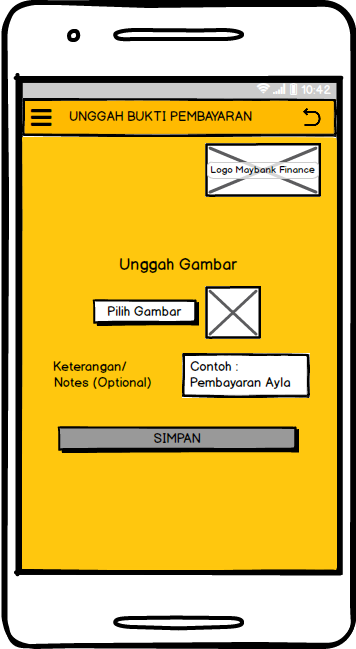 10:42
UNGGAH BUKTI PEMBAYARAN
Logo Maybank Finance
Unggah Gambar
Pilih Gambar
Keterangan/
Notes (Optional)
Contoh :
Pembayaran Ayla
SIMPAN